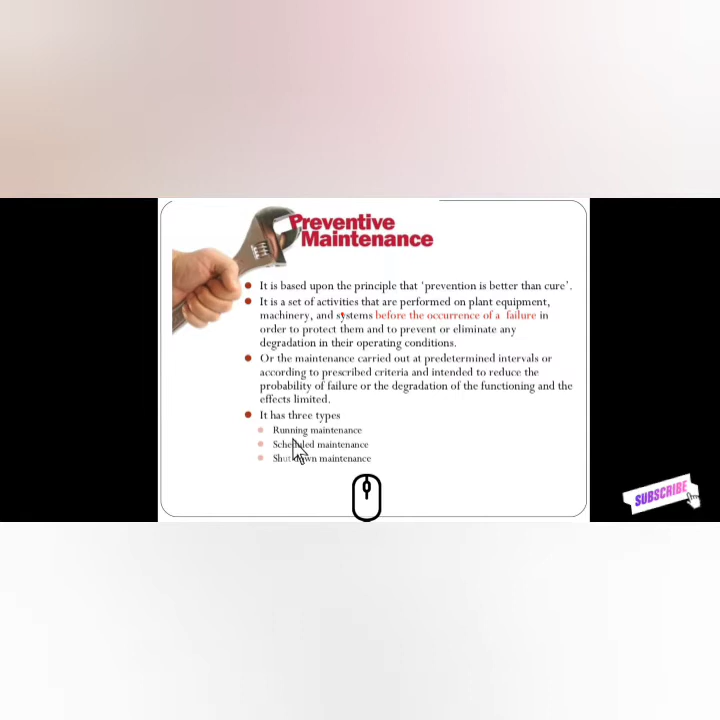 Preventive
Maintenance
It is based upon the principle that ‘prevention is better than cure’.
It is a set of activities that are performed on plant equipment,
machinery, and systems before the occurrence of a failure in
order to protect them and to prevent or eliminate any
degradation in their operating conditions.
Or the maintenance carried out at predetermined intervals or
according to prescribed criteria and intended to reduce the
probability of failure or the degradation of the functioning and the
effects limited.
It has three types
Running maintenance
Scheduled maintenance
Shut down maintenance
SUBSCRIBE